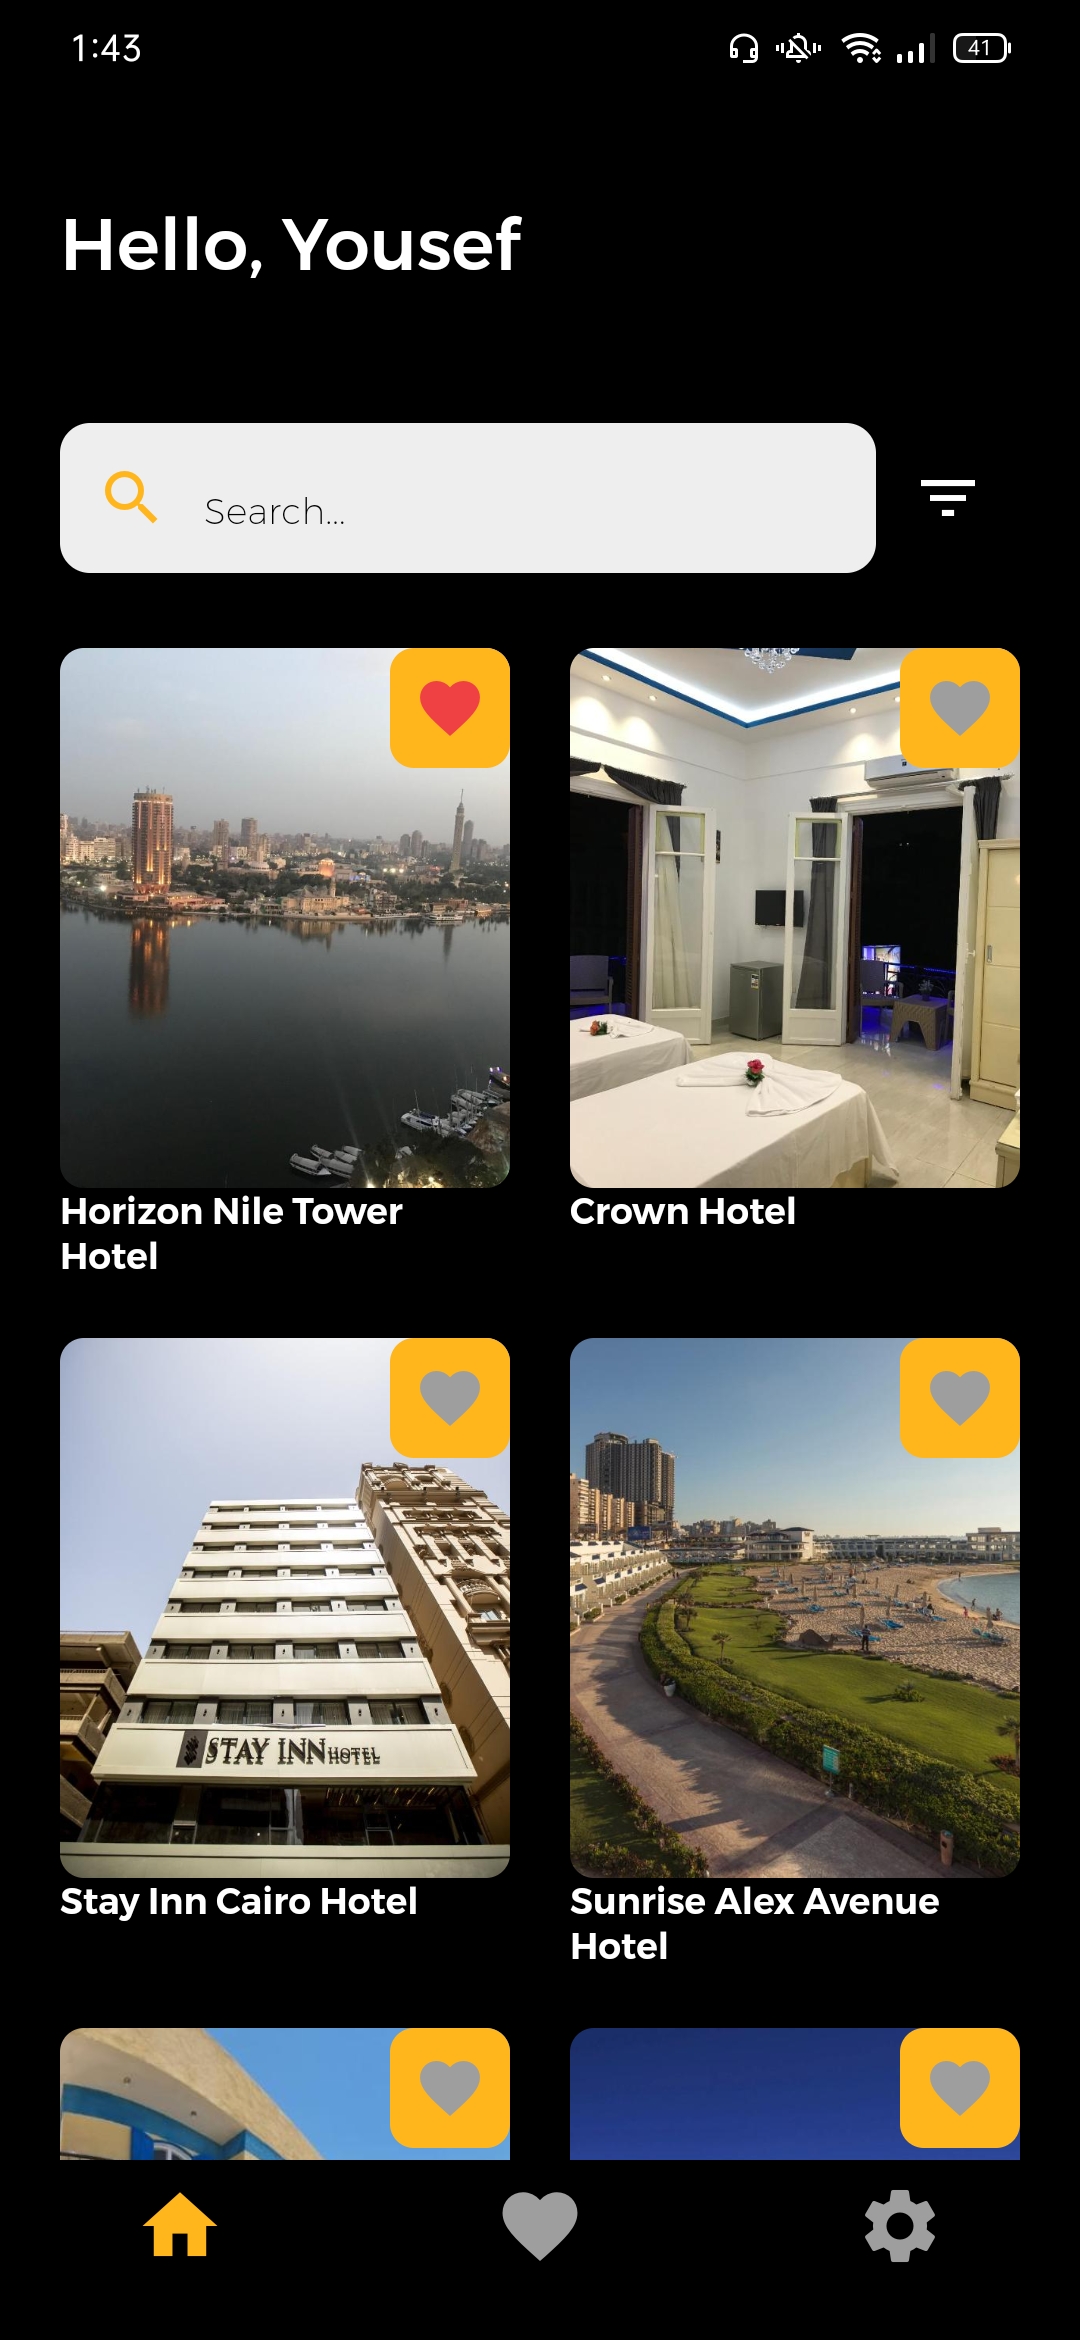 1:43
41
Hello, Yousef
Search...
Horizon Nile Tower
Hotel
Crown Hotel
STAY INN HOTEL
Stay Inn Cairo Hotel
Sunrise Alex Avenue
Hotel